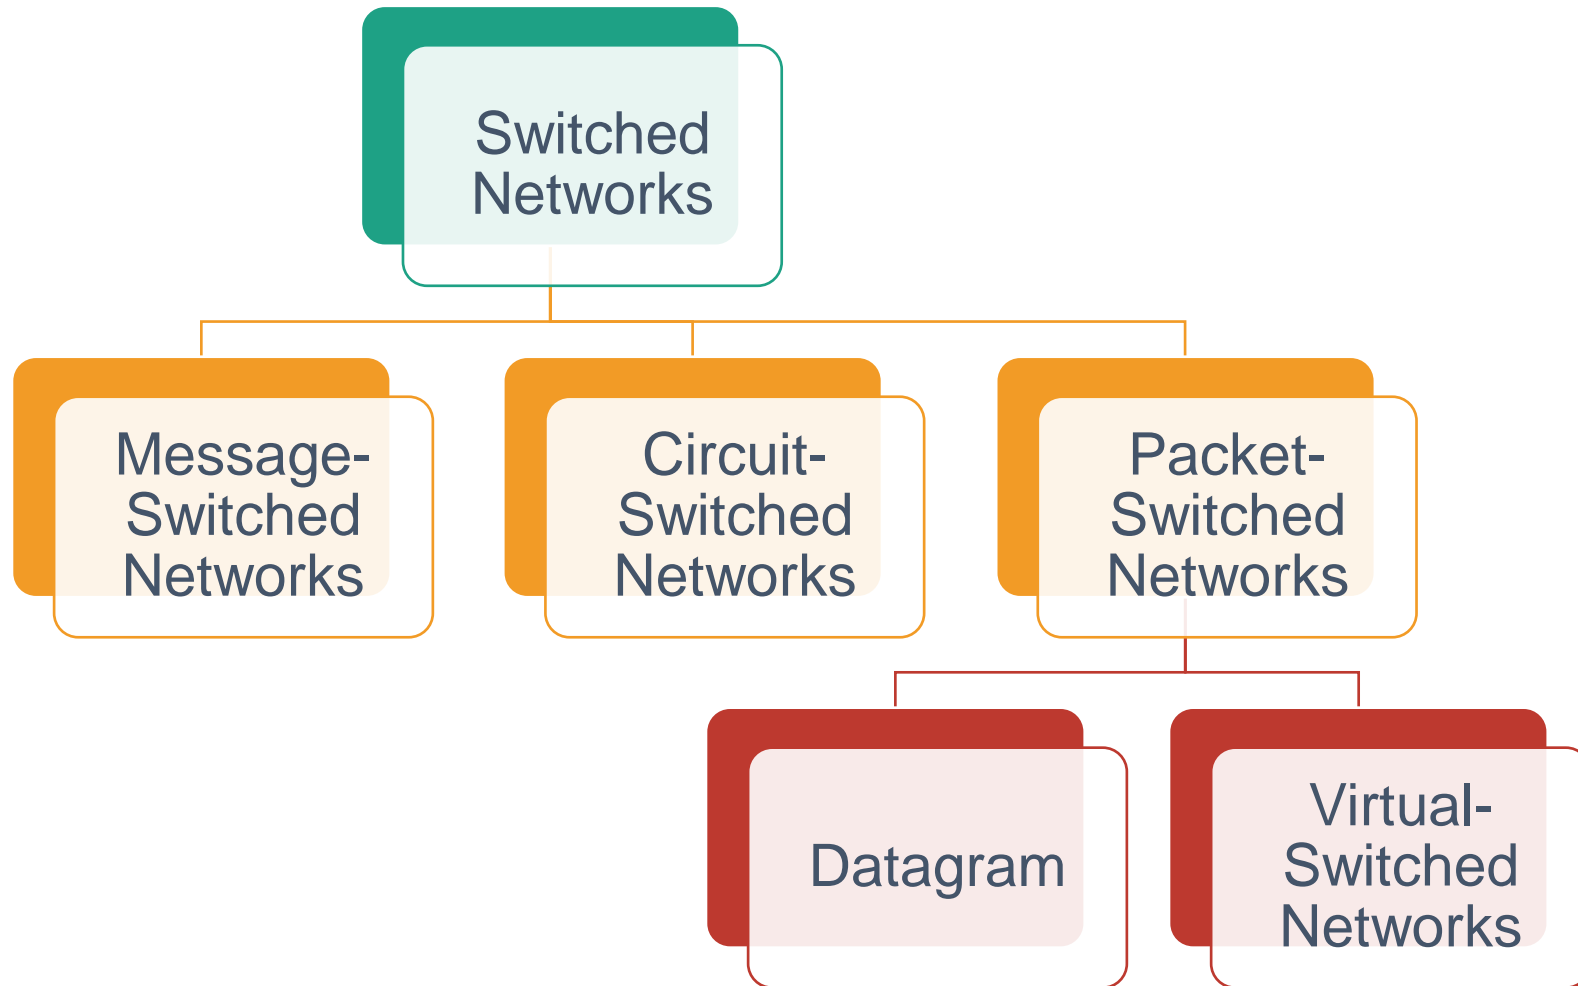 Switched
Networks
Message-
Switched
Networks
Circuit-
Switched
Networks
Packet-
Switched
Networks
Datagram
Virtual-
Switched
Networks